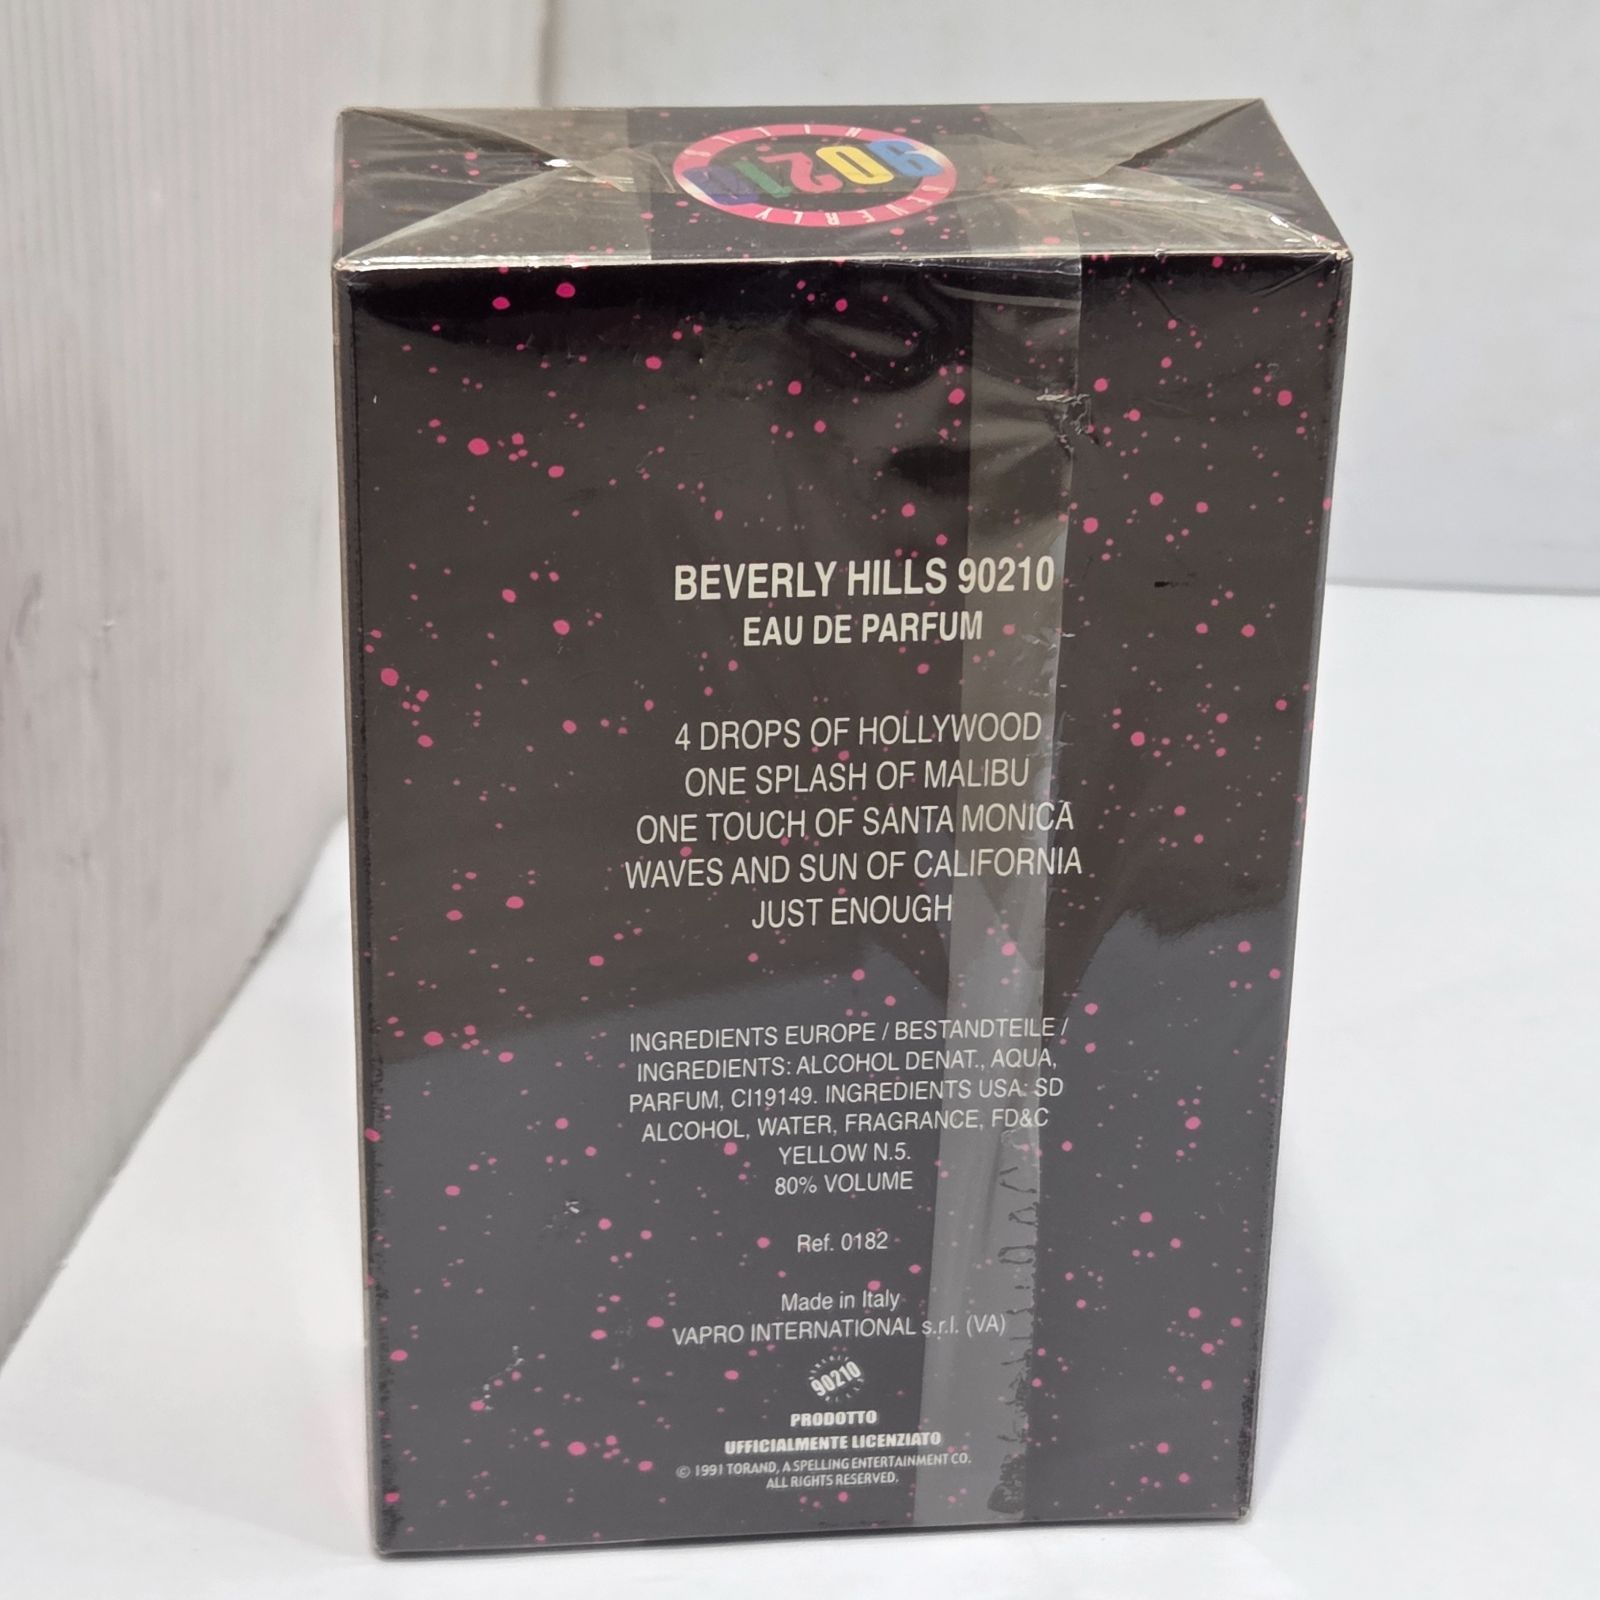 BEVERLY HILLS
90210
BEVERLY HILLS 90210
EAU DE PARFUM
4 DROPS OF HOLLYWOOD
ONE SPLASH OF MALIBU
ONE TOUCH OF SANTA MONICA
WAVES AND SUN OF CALIFORNIA
JUST ENOUGH
INGREDIENTS EUROPE / BESTANDTEILE /
INGREDIENTS: ALCOHOL DENAT., AQUA,
PARFUM, CI19149. INGREDIENTS USA: SD
ALCOHOL, WATER, FRAGRANCE, FD&C
YELLOW N.5.
80% VOLUME
Ref. 0182
Made in Italy
VAPRO INTERNATIONAL s.r.l. (VA)
90210
PRODOTTO
UFFICIALMENTE LICENZIATO
© 1991 TORAND, A SPELLING ENTERTAINMENT CO.
ALL RIGHTS RESERVED.